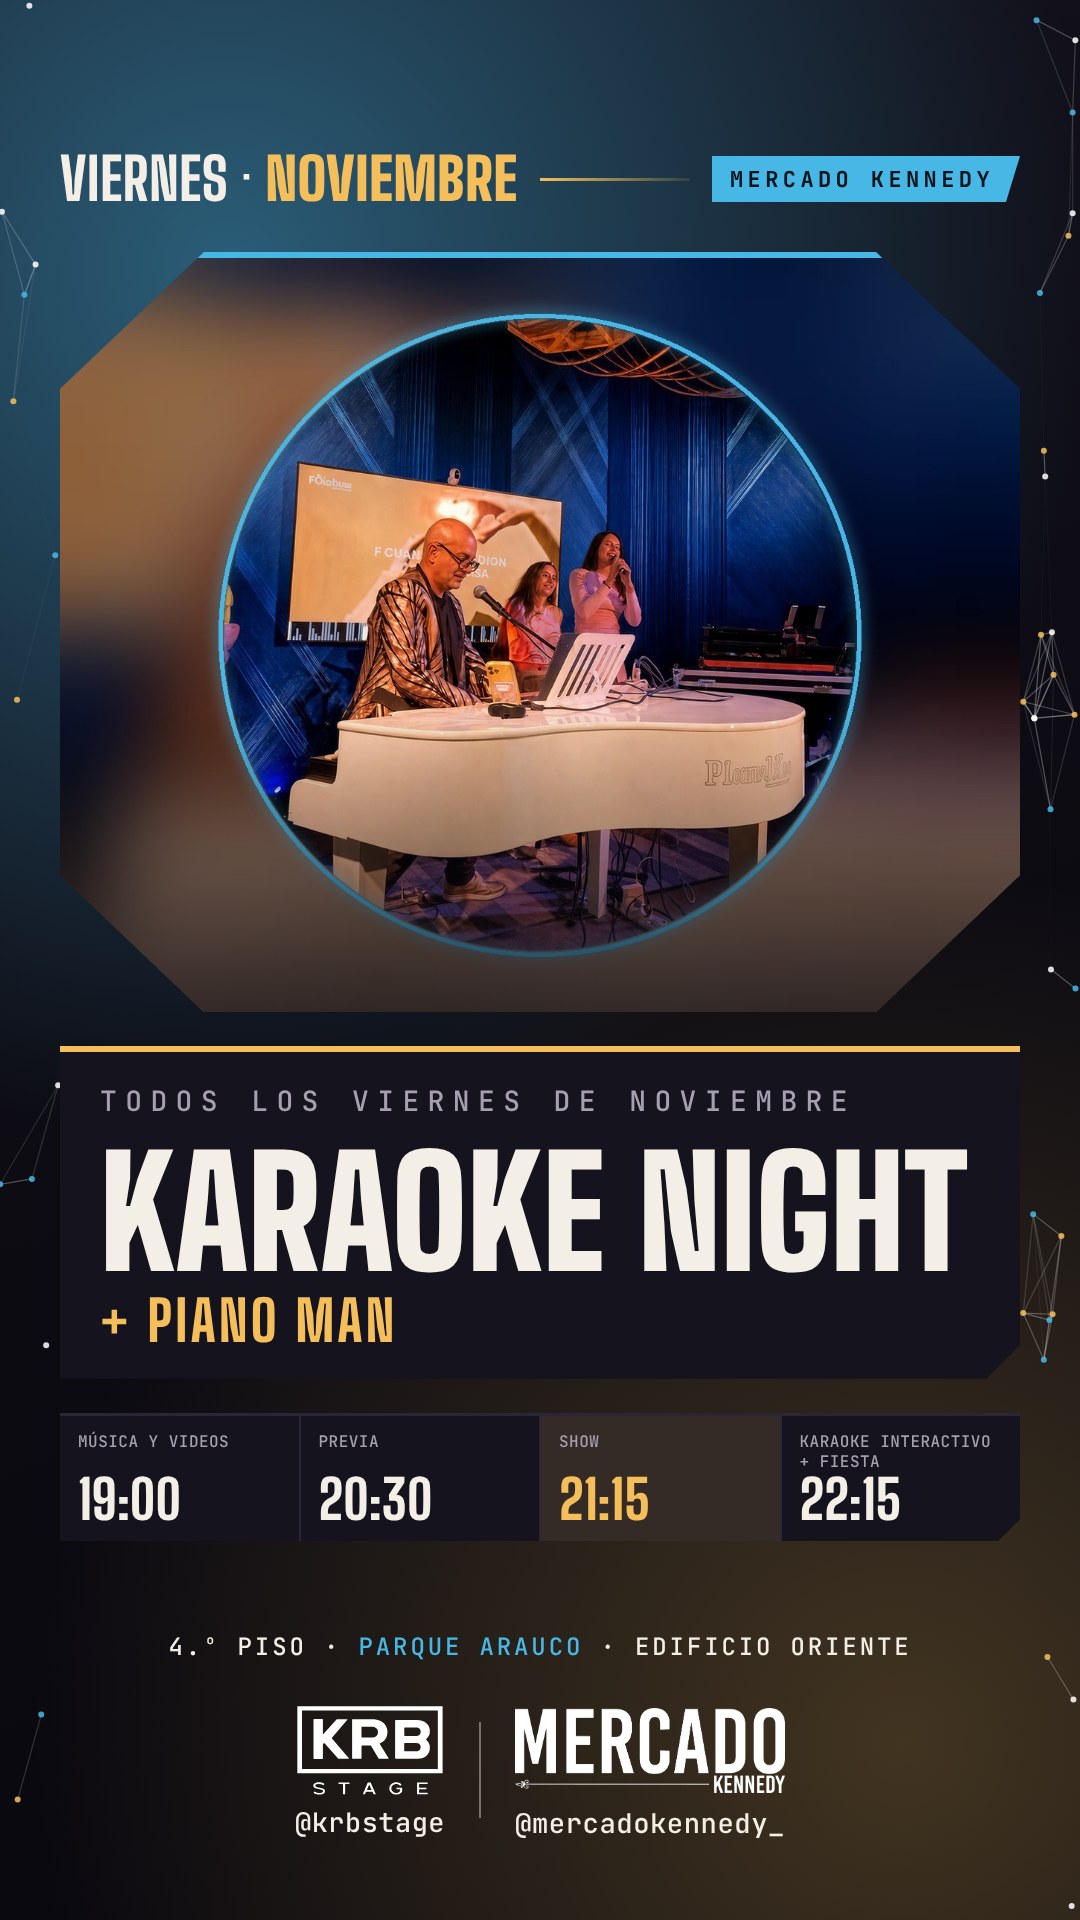 VIERNES · NOVIEMBRE
MERCADO KENNEDY
F CUAN
DION
TODOS LOS VIERNES DE NOVIEMBRE
KARAOKE NIGHT
+ PIANO MAN
MÚSICA Y VIDEOS
19:00
PREVIA
20:30
SHOW
21:15
KARAOKE INTERACTIVO
+ FIESTA
22:15
4.º PISO · PARQUE ARAUCO · EDIFICIO ORIENTE
KRB
STAGE
@krbstage
MERCADO
KENNEDY
@mercadokennedy_